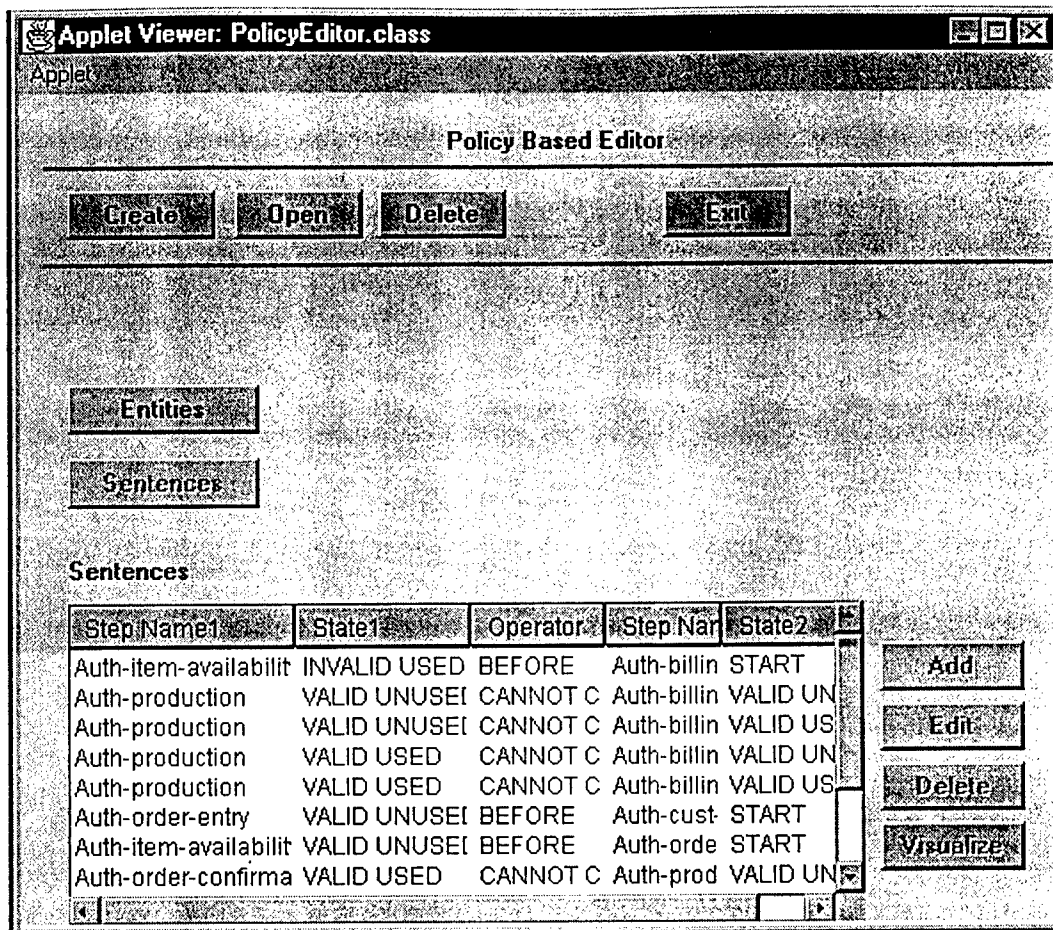 Applet Viewer: PolicyEditor.class
Applet
Policy Based Editor
Create Open Delete Exit
Entities
Sentences
Sentences
Step Name1 State1 Operator Step Nar State2
Auth-item-availabilit INVALID USED BEFORE Auth-billin START
Auth-production VALID UNUSE[ CANNOT C Auth-billin VALID UN
Auth-production VALID UNUSE[ CANNOT C Auth-billin VALID US
Auth-production VALID USED CANNOT C Auth-billin VALID UN
Auth-production VALID USED CANNOT C Auth-billin VALID US
Auth-order-entry VALID UNUSE[ BEFORE Auth-cust- START
Auth-item-availabilit VALID UNUSE[ BEFORE Auth-orde START
Auth-order-confirma VALID USED CANNOT C Auth-prod VALID UN
Add
Edit
Delete
Visualize